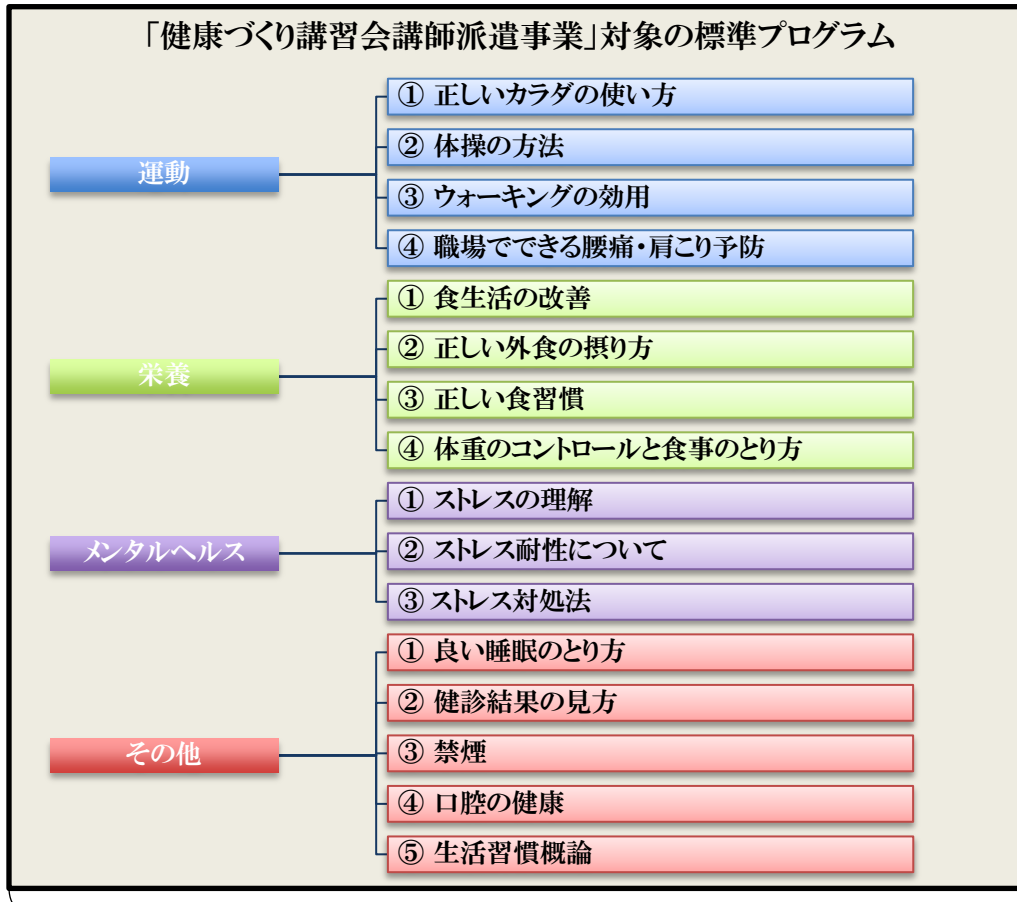 「健康づくり講習会講師派遣事業」対象の標準プログラム
運動
① 正しいカラダの使い方
② 体操の方法
③ ウォーキングの効用
④ 職場でできる腰痛・肩こり予防
栄養
① 食生活の改善
② 正しい外食の摂り方
③ 正しい食習慣
④ 体重のコントロールと食事のとり方
メンタルヘルス
① ストレスの理解
② ストレス耐性について
③ ストレス対処法
その他
① 良い睡眠のとり方
② 健診結果の見方
③ 禁煙
④ 口腔の健康
⑤ 生活習慣概論